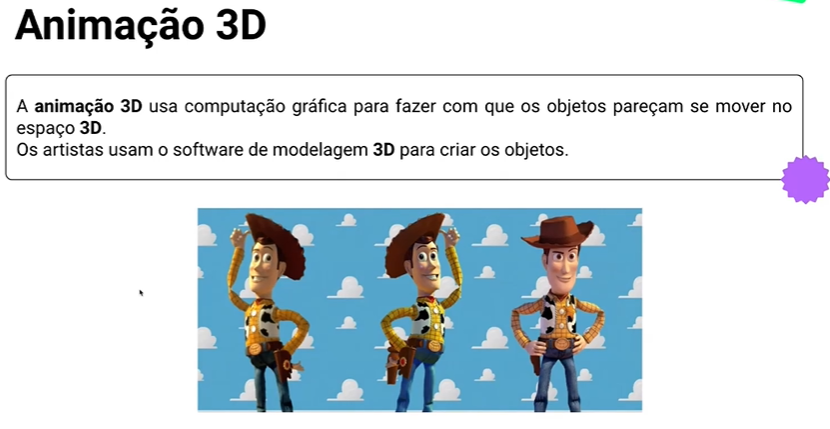 Animação 3D
A animação 3D usa computação gráfica para fazer com que os objetos pareçam se mover no
espaço 3D.
Os artistas usam o software de modelagem 3D para criar os objetos.